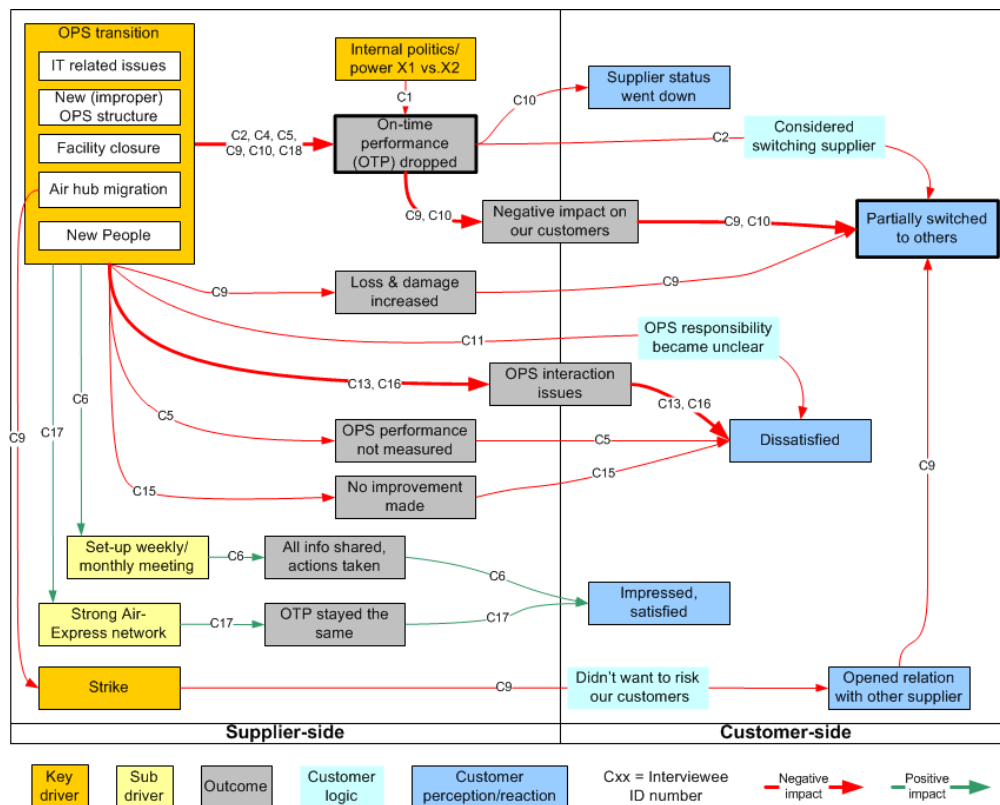 OPS transition
IT related issues
New (improper)
OPS structure
Facility closure
Air hub migration
New People
Internal politics/
power X1 vs.X2
C1
C2, C4, C5,
C9, C10, C18
On-time
performance
(OTP) dropped
C10
Supplier status
went down
C2
Considered
switching supplier
C9, C10
Negative impact on
our customers
C9, C10
Partially switched
to others
C9
Loss & damage
increased
C9
C11
OPS responsibility
became unclear
C13, C16
OPS interaction
issues
C13, C16
C6
C9
C17
C5
OPS performance
not measured
C5
Dissatisfied
C15
No improvement
made
C15
C9
Set-up weekly/
monthly meeting
C6
All info shared,
actions taken
C6
Impressed,
satisfied
Strong Air-
Express network
C17
OTP stayed the
same
C17
Strike
C9
Didn't want to risk
our customers
Opened relation
with other supplier
Supplier-side
Customer-side
Key
driver
Sub
driver
Outcome
Customer
logic
Customer
perception/reaction
Cxx = Interviewee
ID number
Negative
impact
Positive
impact